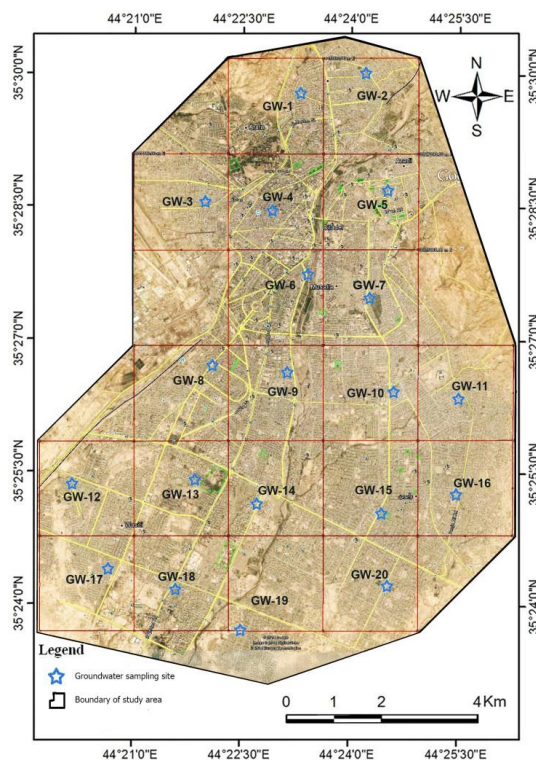 44°21'0"E 44°22'30"E 44°24'0"E 44°25'30"E
35°30'0"N
35°30'0"N
N
W E
S
GW-1
GW-2
GW-3
GW-4
GW-5
35°28'30"N
35°28'30"N
GW-6
GW-7
35°27'0"N
35°27'0"N
GW-8
GW-9
GW-10
GW-11
35°25'30"N
35°25'30"N
GW-12
GW-13
GW-14
GW-15
GW-16
GW-17
GW-18
GW-19
GW-20
35°24'0"N
35°24'0"N
Legend
Groundwater sampling site
Boundary of study area
0 1 2 4 Km
44°21'0"E 44°22'30"E 44°24'0"E 44°25'30"E